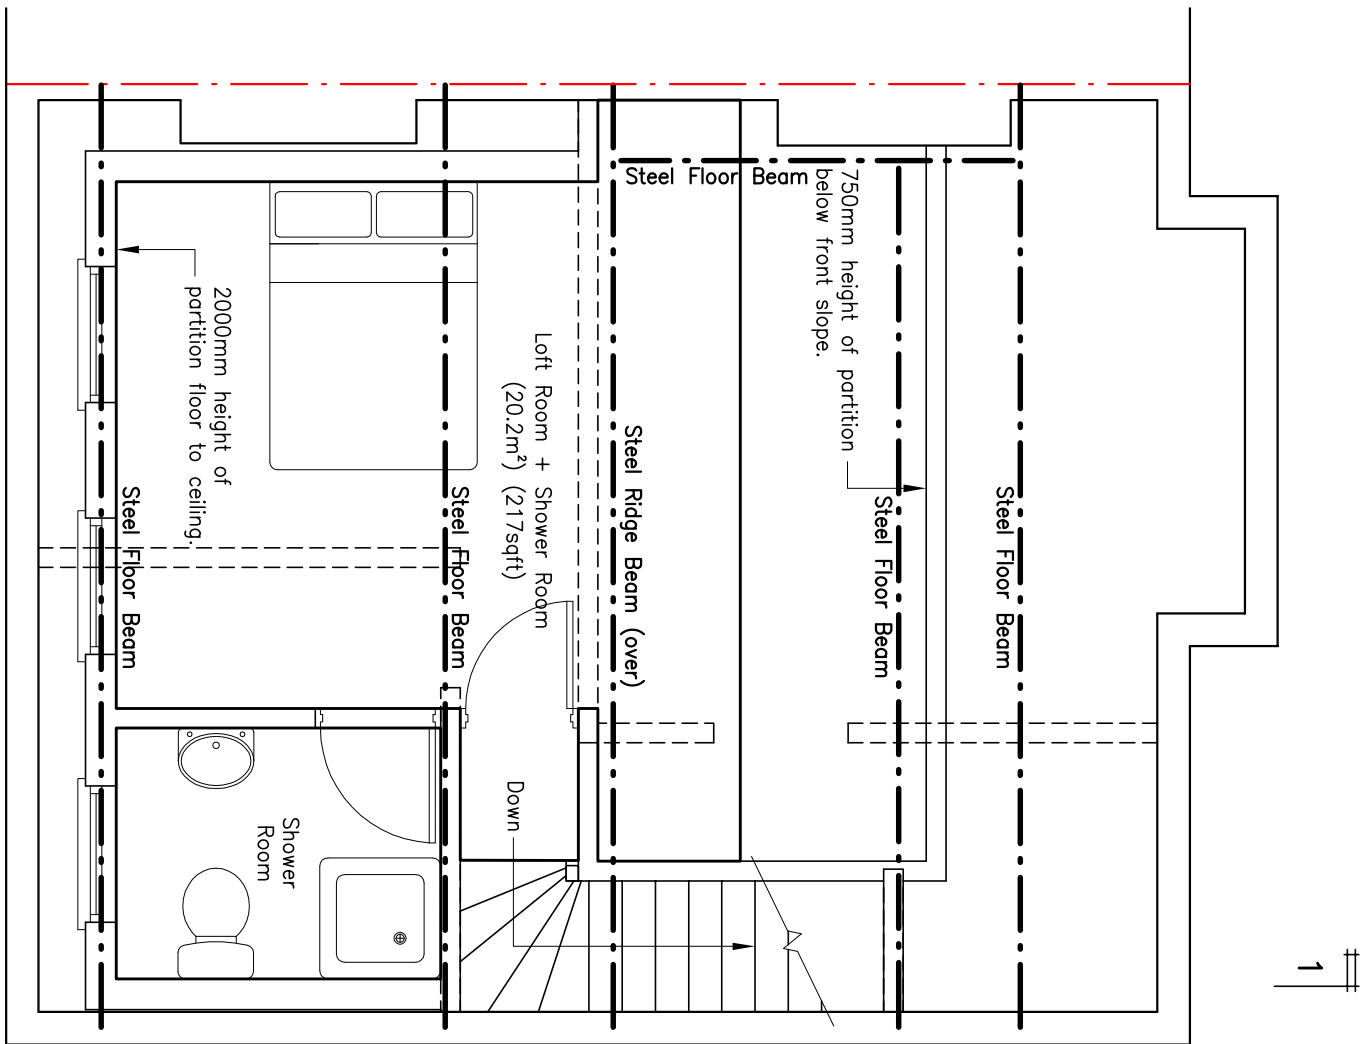 Steel Floor Beam
750mm height of partition
below front slope.
2000mm height of
partition floor to ceiling.
Loft Room + Shower Room
(20.2m²) (217sqft)
Steel Ridge Beam (over)
Steel Floor Beam
Steel Floor Beam
Steel Floor Beam
Steel Floor Beam
Down
Shower
Room
1